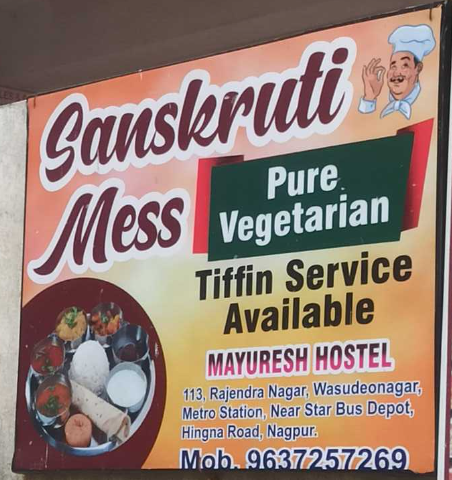 Sanskruti
Mess
Pure
Vegetarian
Tiffin Service
Available
MAYURESH HOSTEL
113, Rajendra Nagar, Wasudeonagar,
Metro Station, Near Star Bus Depot,
Hingna Road, Nagpur.
Mob. 9637257269